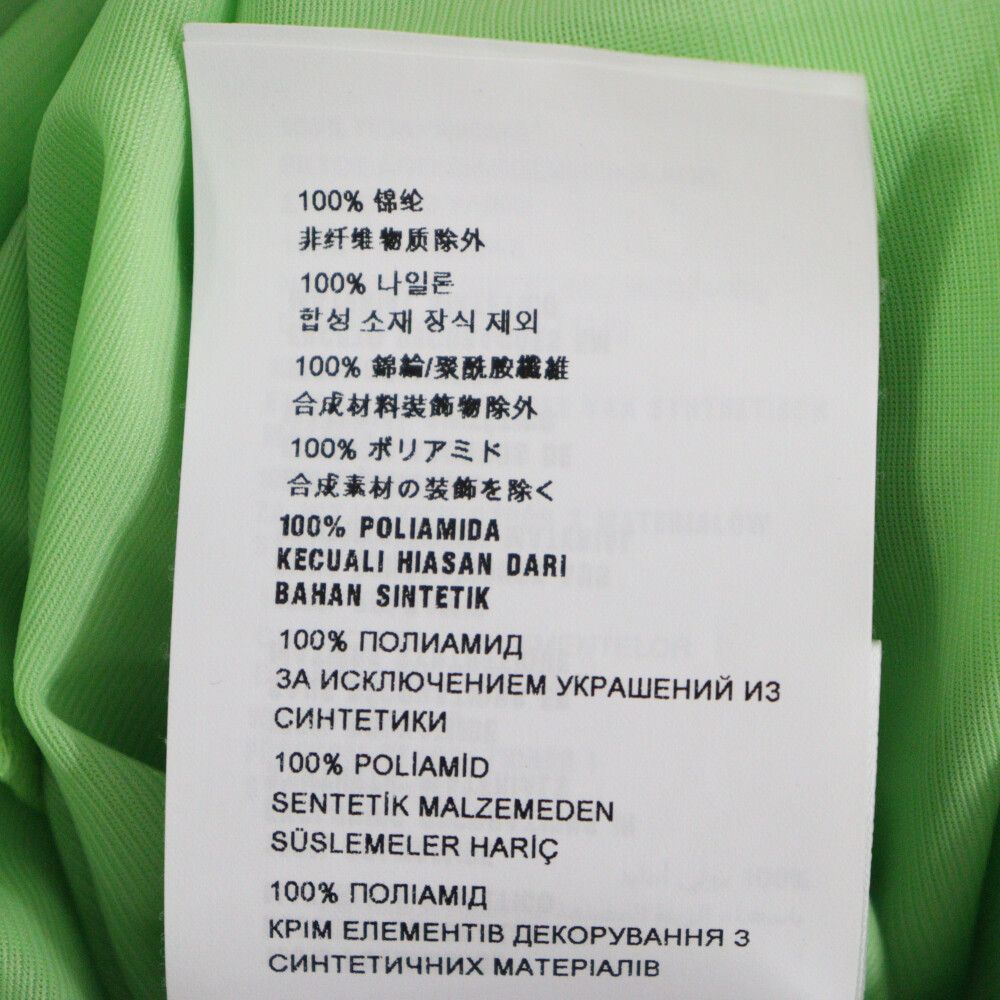 100% 锦纶
非纤维物质除外
100% 나일론
합성 소재 장식 제외
100% 錦綸/聚酰胺纖維
合成材料装飾物除外
100% ポリアミド
合成素材の装飾を除く
100% POLIAMIDA
KECUALI HIASAN DARI
BAHAN SINTETIK
100% ПОЛИАМИД
ЗА ИСКЛЮЧЕНИЕМ УКРАШЕНИЙ ИЗ
СИНТЕТИКИ
100% POLİAMİD
SENTETİK MALZEMEDEN
SÜSLEMELER HARİÇ
100% ПОЛІАМІД
КРІМ ЕЛЕМЕНТІВ ДЕКОРУВАННЯ З
СИНТЕТИЧНИХ МАТЕРІАЛІВ